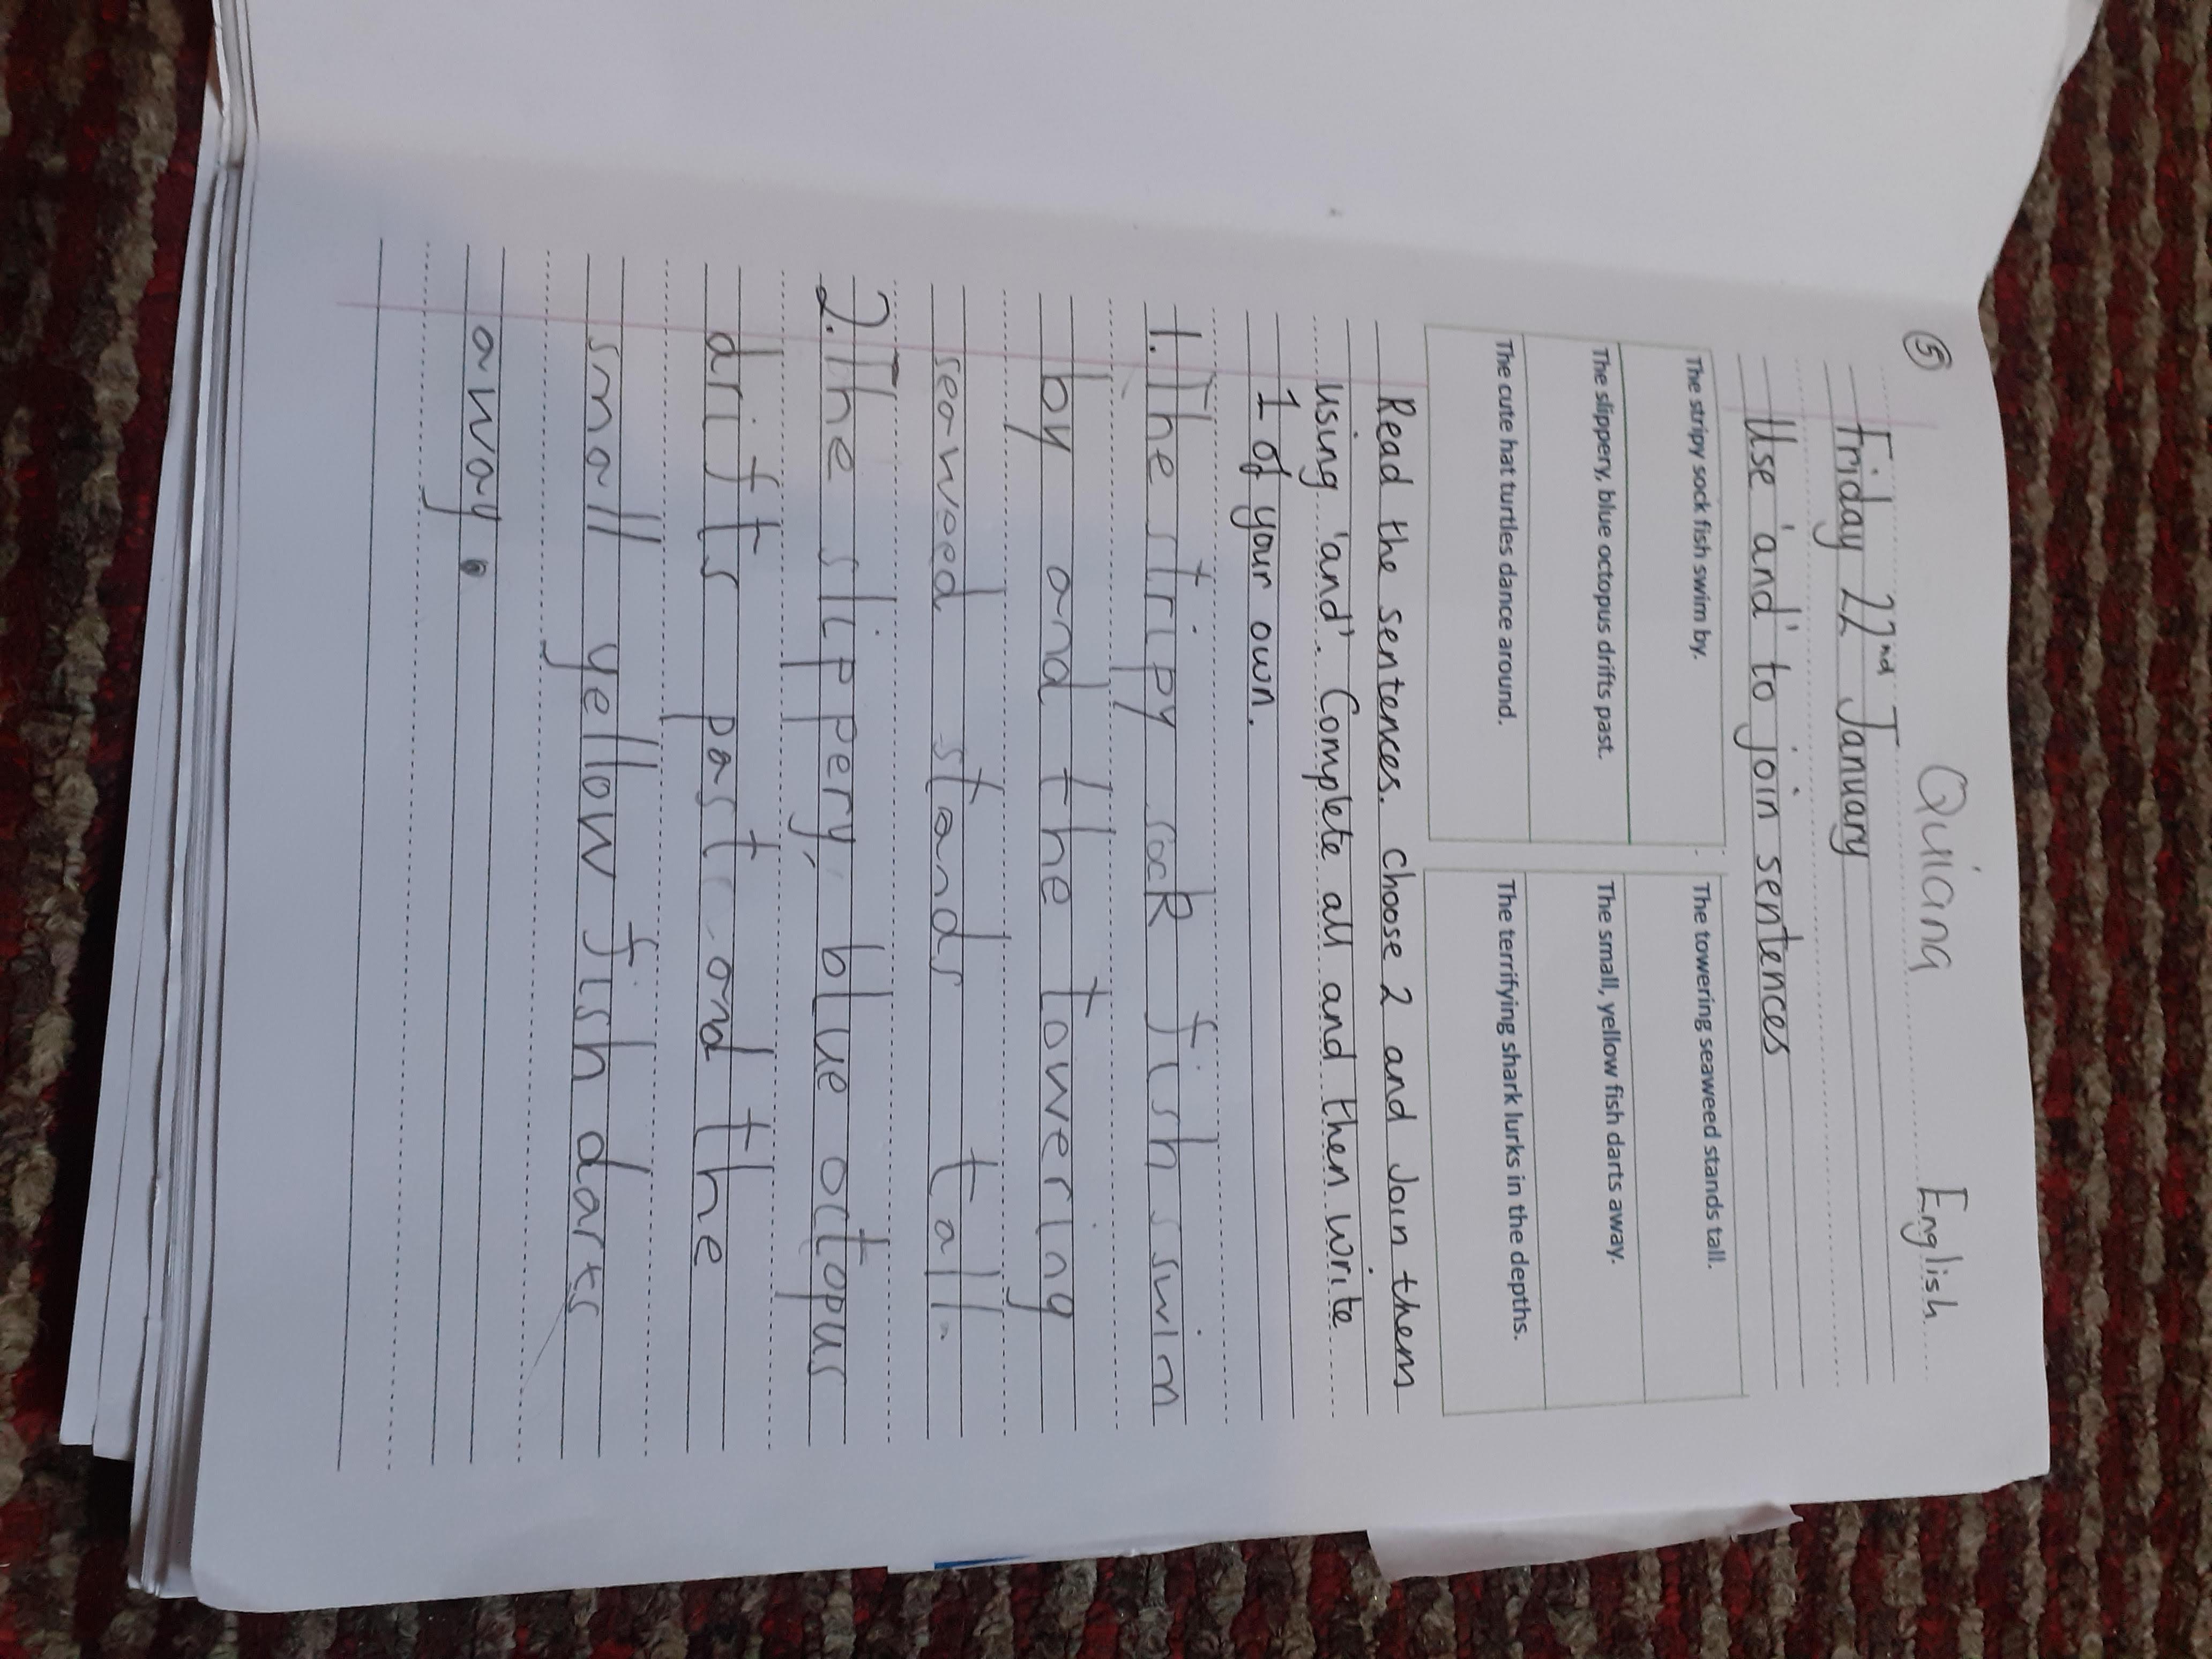 ⑤ Quiana English
Friday 22nd January
Use 'and' to join sentences
The stripy sock fish swim by. The towering seaweed stands tall.
The slippery, blue octopus drifts past. The small, yellow fish darts away.
The cute hat turtles dance around. The terrifying shark lurks in the depths.
Read the sentences. choose 2 and Join them
using 'and'. Complete all and then write
1 of your own.
1. The stripy sock fish swim
by and the towering
seaweed stands tall.
2. The slippery, blue octopus
drifts past and the
small yellow fish darts
away.